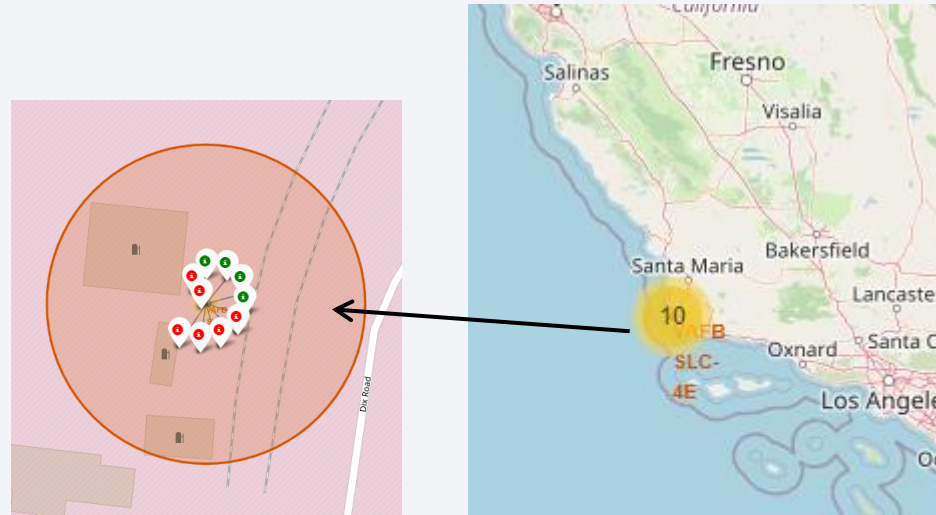 California
Fresno
Salinas
Visalia
Bakersfield
Santa Maria
Lancaste
10
AFB
SLC-
4E
Oxnard
Santa C
Los Angele
Dix Road